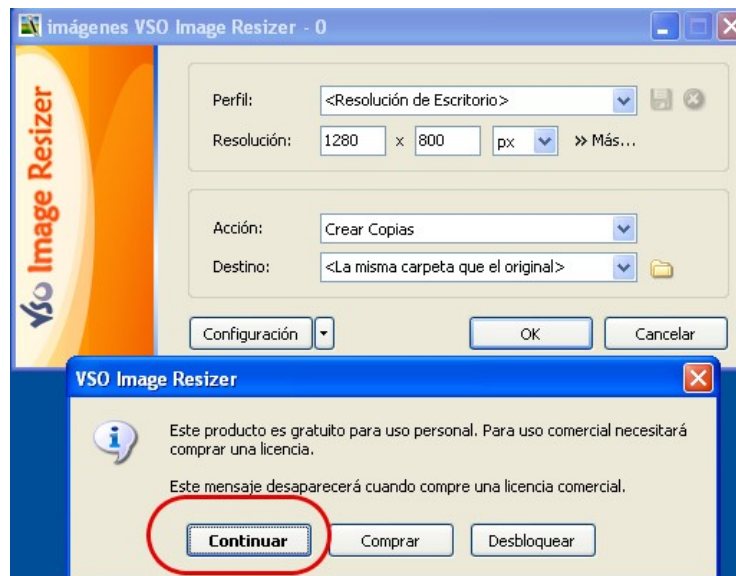 imágenes VSO Image Resizer - 0
VSO Image Resizer
Perfil: <Resolución de Escritorio>
Resolución: 1280 x 800 px » Más...
Acción: Crear Copias
Destino: <La misma carpeta que el original>
Configuración OK Cancelar
VSO Image Resizer
Este producto es gratuito para uso personal. Para uso comercial necesitará
comprar una licencia.
Este mensaje desaparecerá cuando compre una licencia comercial.
Continuar Comprar Desbloquear